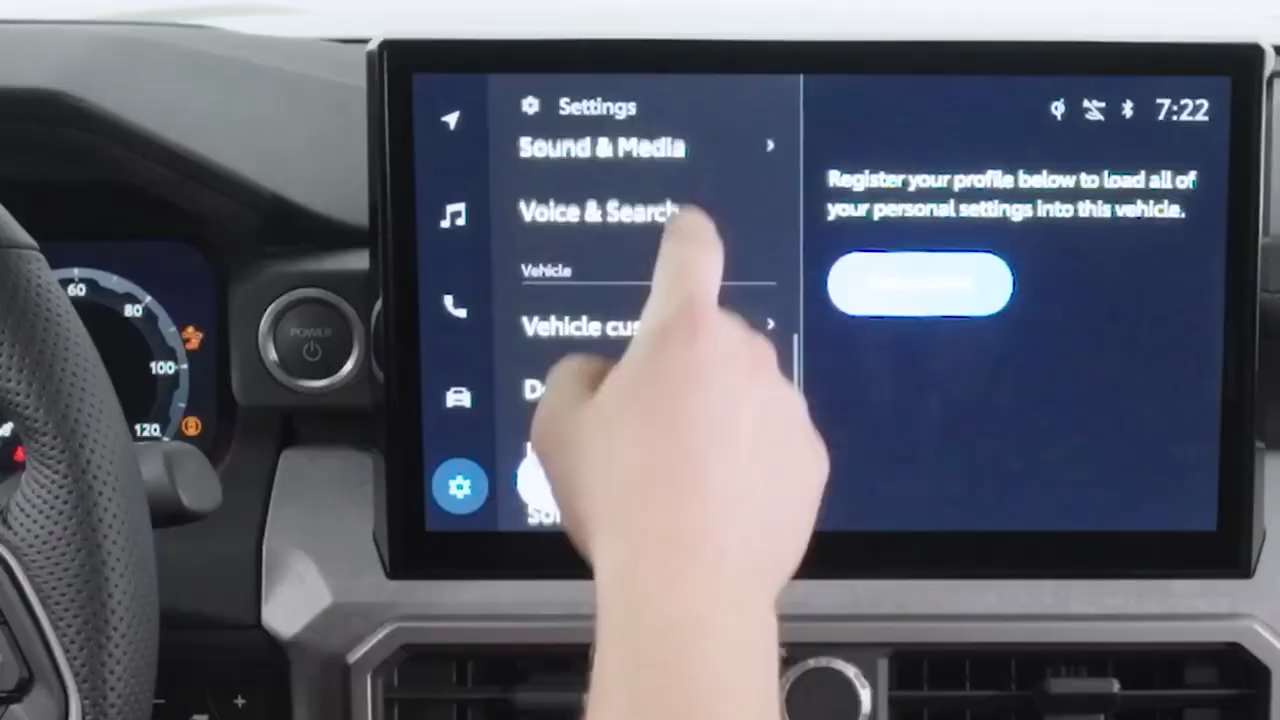 Settings
7:22
Sound & Media
Register your profile below to load all of
your personal settings into this vehicle.
Voice & Search
Vehicle
60
80
Vehicle cus
POWER
100
120